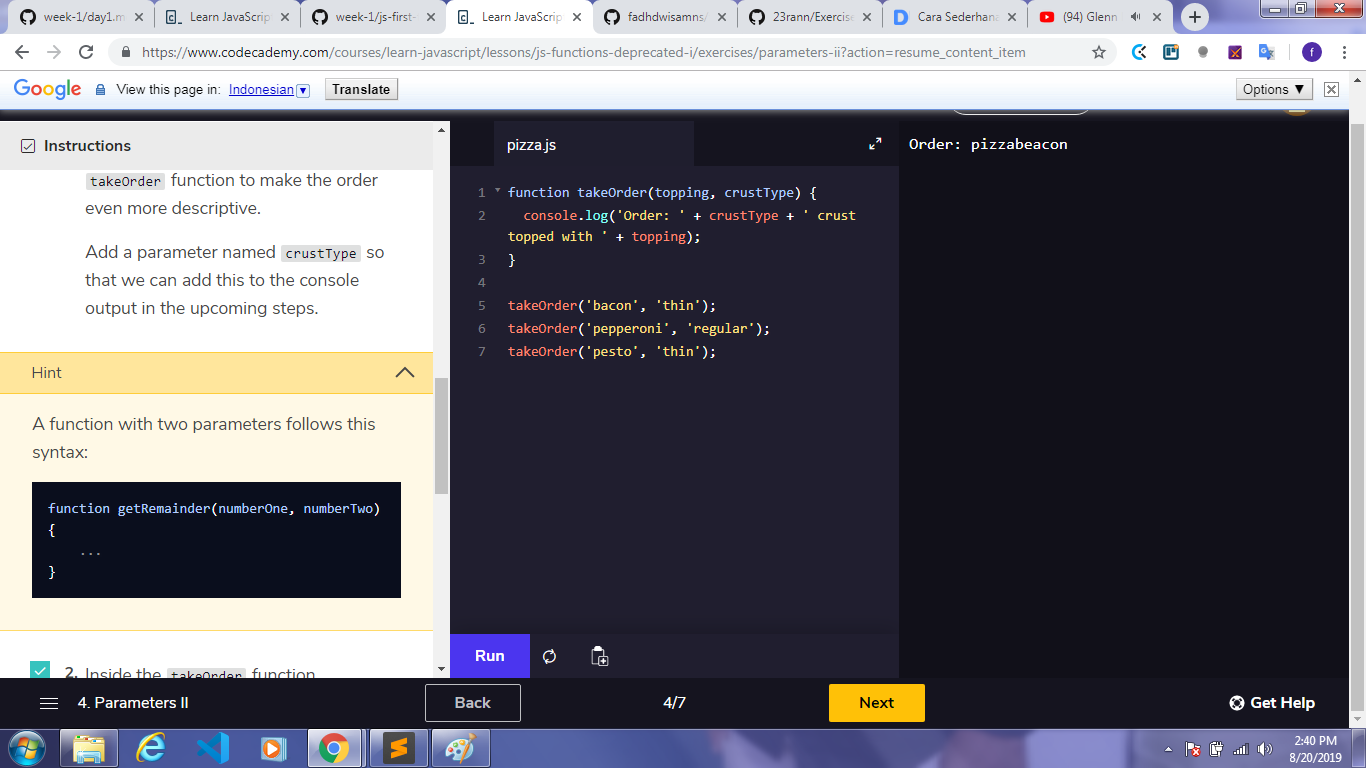 week-1/day1.m
Learn JavaScrip
week-1/js-first-
Learn JavaScrip
fadhdwisamns/
23rann/Exercise
Cara Sederhana
(94) Glenn
https://www.codecademy.com/courses/learn-javascript/lessons/js-functions-deprecated-i/exercises/parameters-ii?action=resume_content_item
f
Google View this page in: Indonesian Translate Options ▼
Instructions
takeOrder function to make the order
even more descriptive.
Add a parameter named crustType so
that we can add this to the console
output in the upcoming steps.
Hint
A function with two parameters follows this
syntax:
function getRemainder(numberOne, numberTwo)
{
...
}
2. Inside the takeOrder function
pizza.js
1 function takeOrder(topping, crustType) {
2 console.log('Order: ' + crustType + ' crust
topped with ' + topping);
3 }
4
5 takeOrder('bacon', 'thin');
6 takeOrder('pepperoni', 'regular');
7 takeOrder('pesto', 'thin');
Run
Order: pizzabeacon
4. Parameters II
Back
4/7
Next
Get Help
2:40 PM
8/20/2019